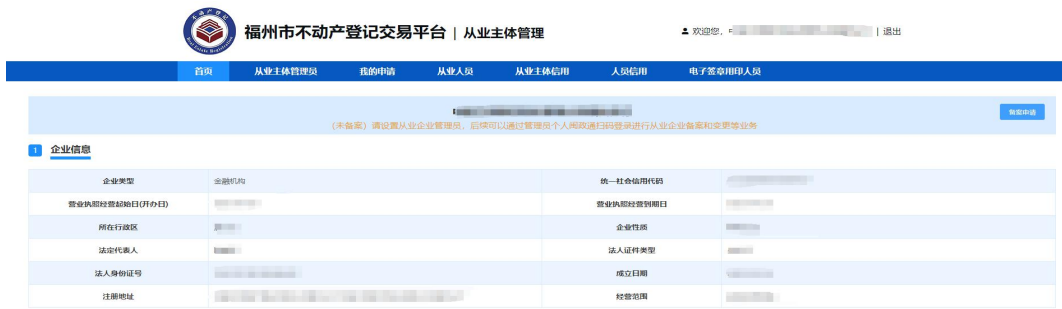 福州市不动产登记交易平台 | 从业主体管理
欢迎您, | 退出
首页 从业主体管理员 我的申请 从业人员 从业主体信用 人员信用 电子签章用印人员
(未备案) 请设置从业企业管理员, 后续可以通过管理员个人闽政通扫码登录进行从业企业备案和变更等业务
1 企业信息
企业类型 金融机构 统一社会信用代码
营业执照经营起始日(开办日) 营业执照经营到期日
所在行政区 企业性质
法定代表人 法人证件类型
法人身份证号 成立日期
注册地址 经营范围